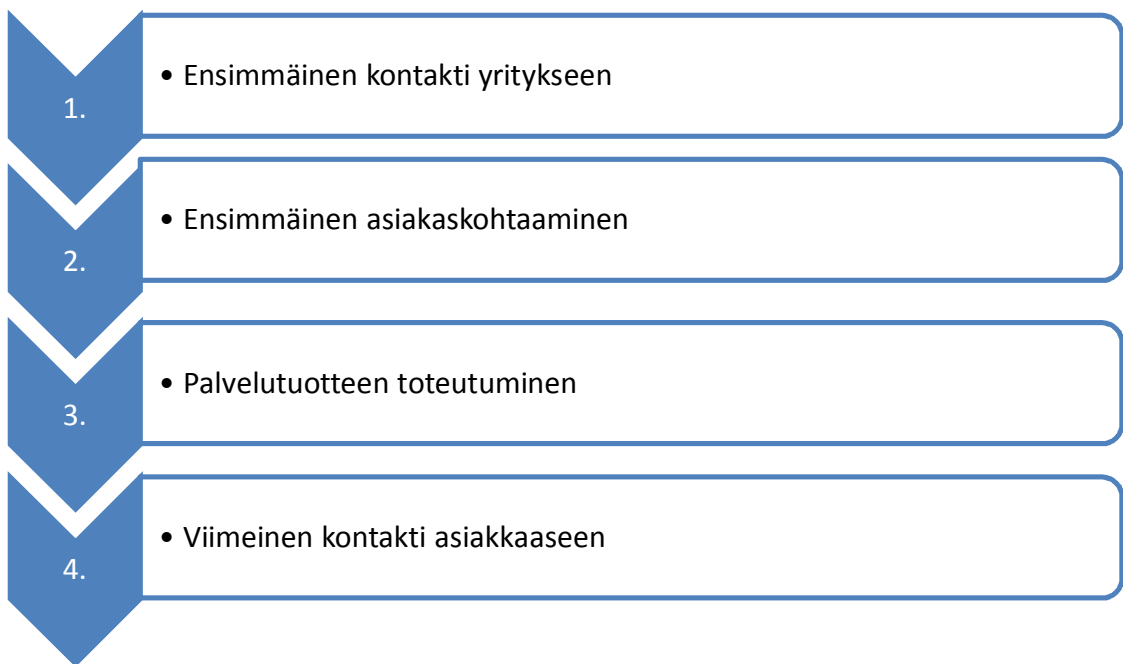 1.
• Ensimmäinen kontakti yritykseen
2.
• Ensimmäinen asiakaskohtaaminen
3.
• Palvelutuotteen toteutuminen
4.
• Viimeinen kontakti asiakkaaseen